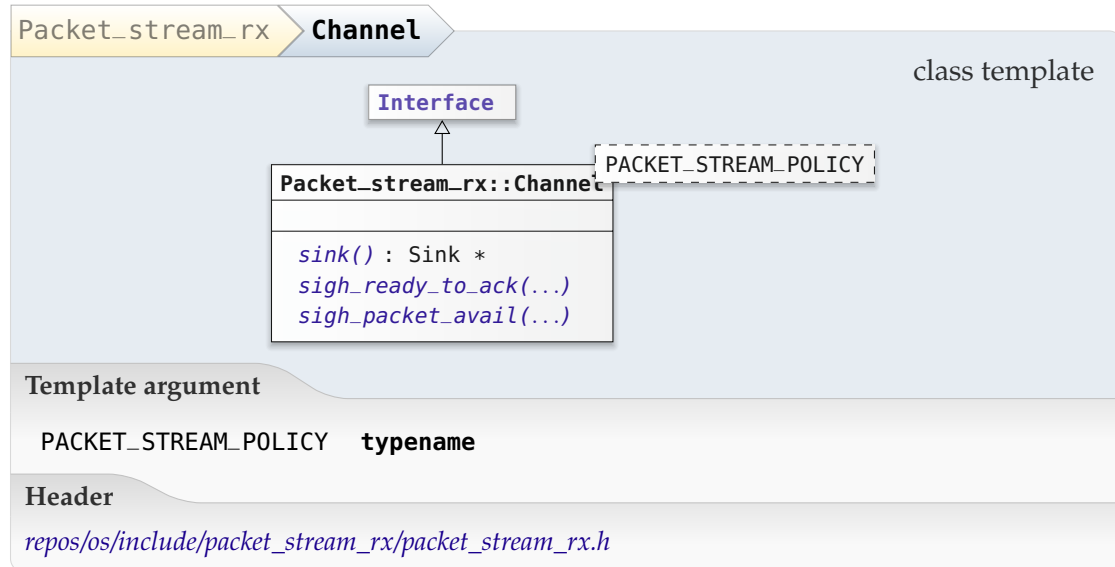 Packet_stream_rx Channel
class template
Interface
PACKET_STREAM_POLICY
Packet_stream_rx::Channel
sink() : Sink *
sigh_ready_to_ack(...)
sigh_packet_avail(...)
Template argument
PACKET_STREAM_POLICY typename
Header
repos/os/include/packet_stream_rx/packet_stream_rx.h